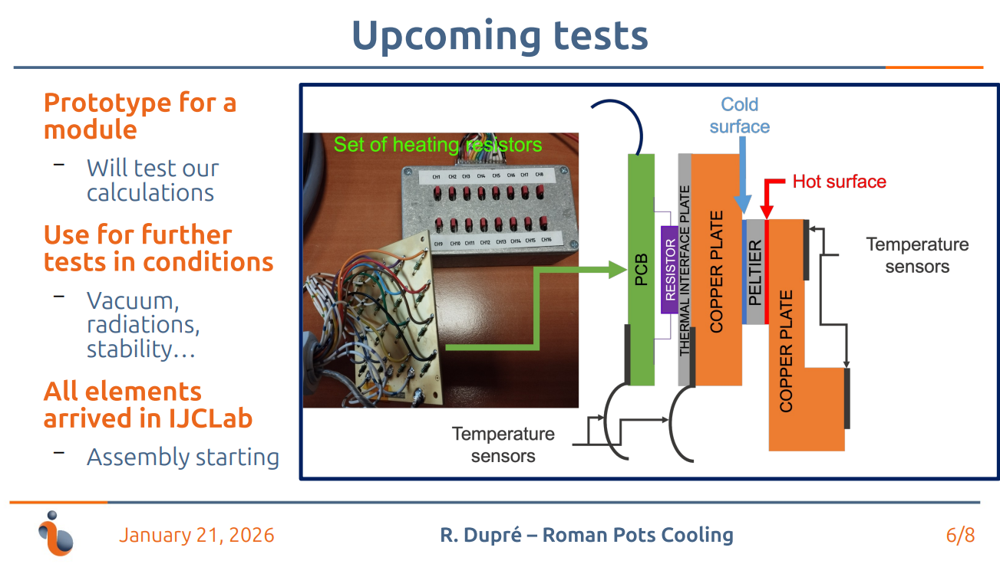 Upcoming tests
Prototype for a
module
– Will test our
calculations
Use for further
tests in conditions
– Vacuum,
radiations,
stability…
All elements
arrived in IJCLab
– Assembly starting
Set of heating resistors
CH1 CH2 CH3 CH4 CH5 CH6 CH7 CH8
CH9 CH10 CH11 CH12 CH13 CH14 CH15 CH16
Cold
surface
Hot surface
PCB
RESISTOR
THERMAL INTERFACE PLATE
COPPER PLATE
PELTIER
COPPER PLATE
Temperature
sensors
Temperature
sensors
January 21, 2026
R. Dupré – Roman Pots Cooling
6/8